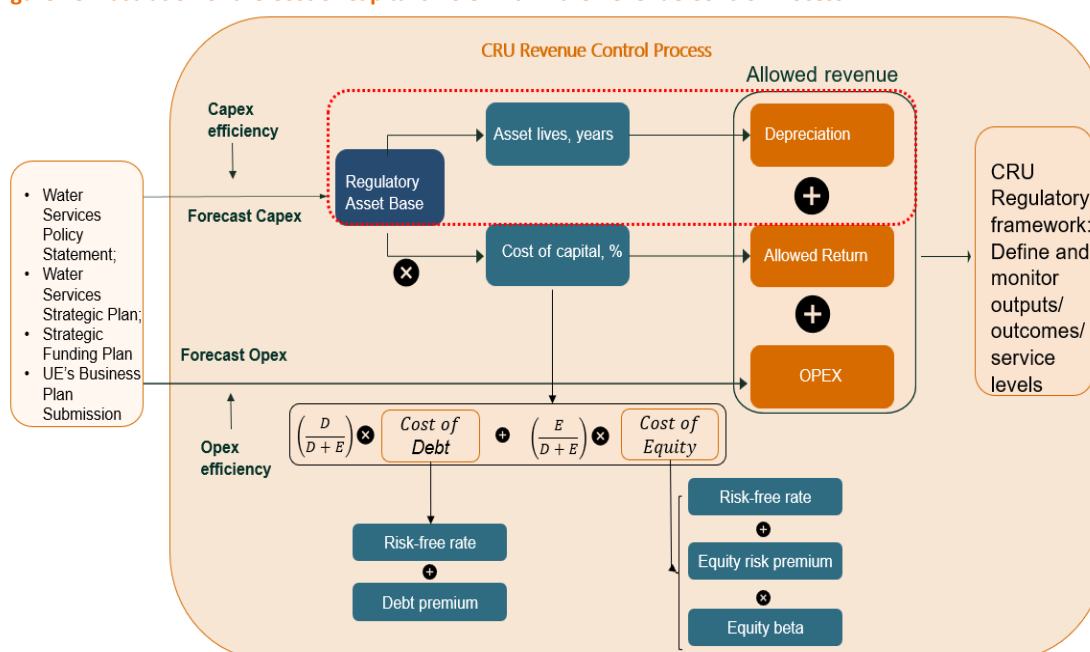 CRU Revenue Control Process
Allowed revenue
Capex
efficiency
Asset lives, years
Depreciation
Regulatory
Asset Base
Forecast Capex
• Water
Services
Policy
Statement;
• Water
Services
Strategic Plan;
• Strategic
Funding Plan
• UE's Business
Plan
Submission
Cost of capital, %
Allowed Return
CRU
Regulatory
framework:
Define and
monitor
outputs/
outcomes/
service
levels
Forecast Opex
OPEX
Opex
efficiency
(D/(D + E)) ⊗ Cost of Debt + (E/(D + E)) ⊗ Cost of Equity
Risk-free rate
+
Debt premium
Risk-free rate
+
Equity risk premium
⊗
Equity beta